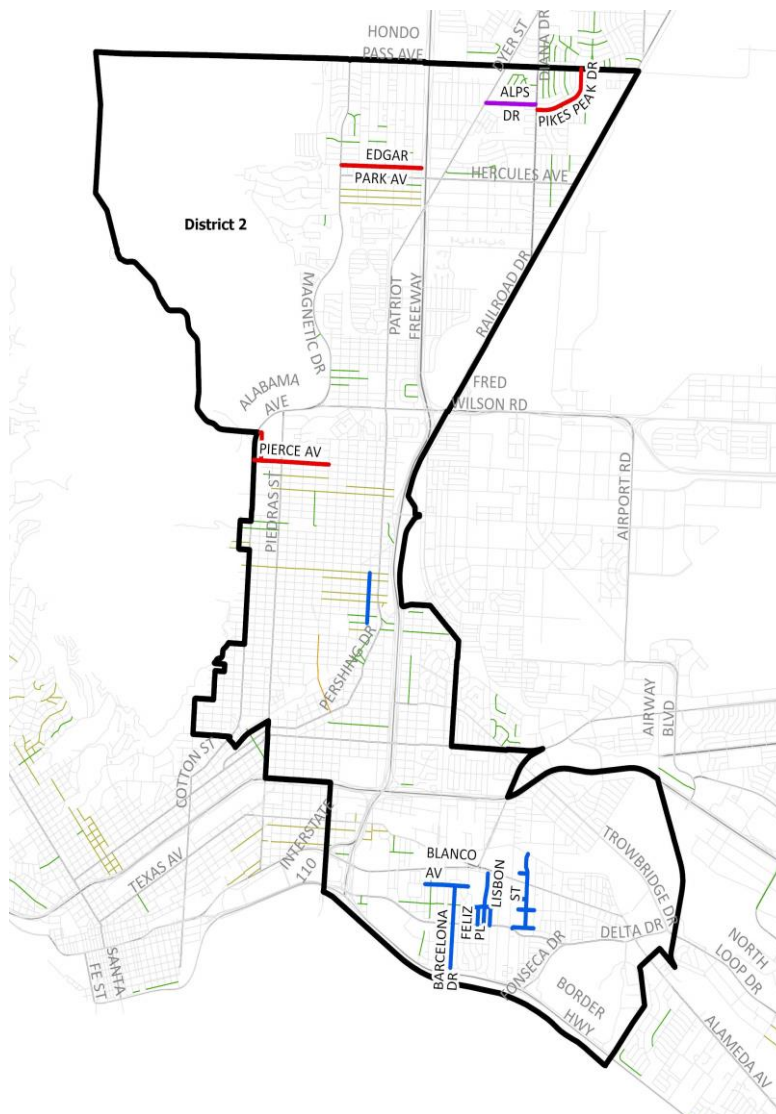 HONDO
PASS AVE
DYER ST
DIANA DR
ALPS
DR
PIKES PEAK DR
EDGAR
PARK AV
HERCULES AVE
District 2
MAGNETIC DR
PATRIOT
FREEWAY
RAILROAD DR
ALABAMA
AVE
FRED
WILSON RD
PIERCE AV
PIEDRAS ST
AIRPORT RD
PERSHING DR
AIRWAY
BLVD
COTTON ST
INTERSTATE
110
TEXAS AV
BLANCO
AV
LISBON
ST
FELIZ
PL
BARCELONA
DR
TROWBRIDGE DR
DELTA DR
FONSECA DR
BORDER
HWY
NORTH
LOOP DR
ALAMEDA AV
SANTA
FE ST